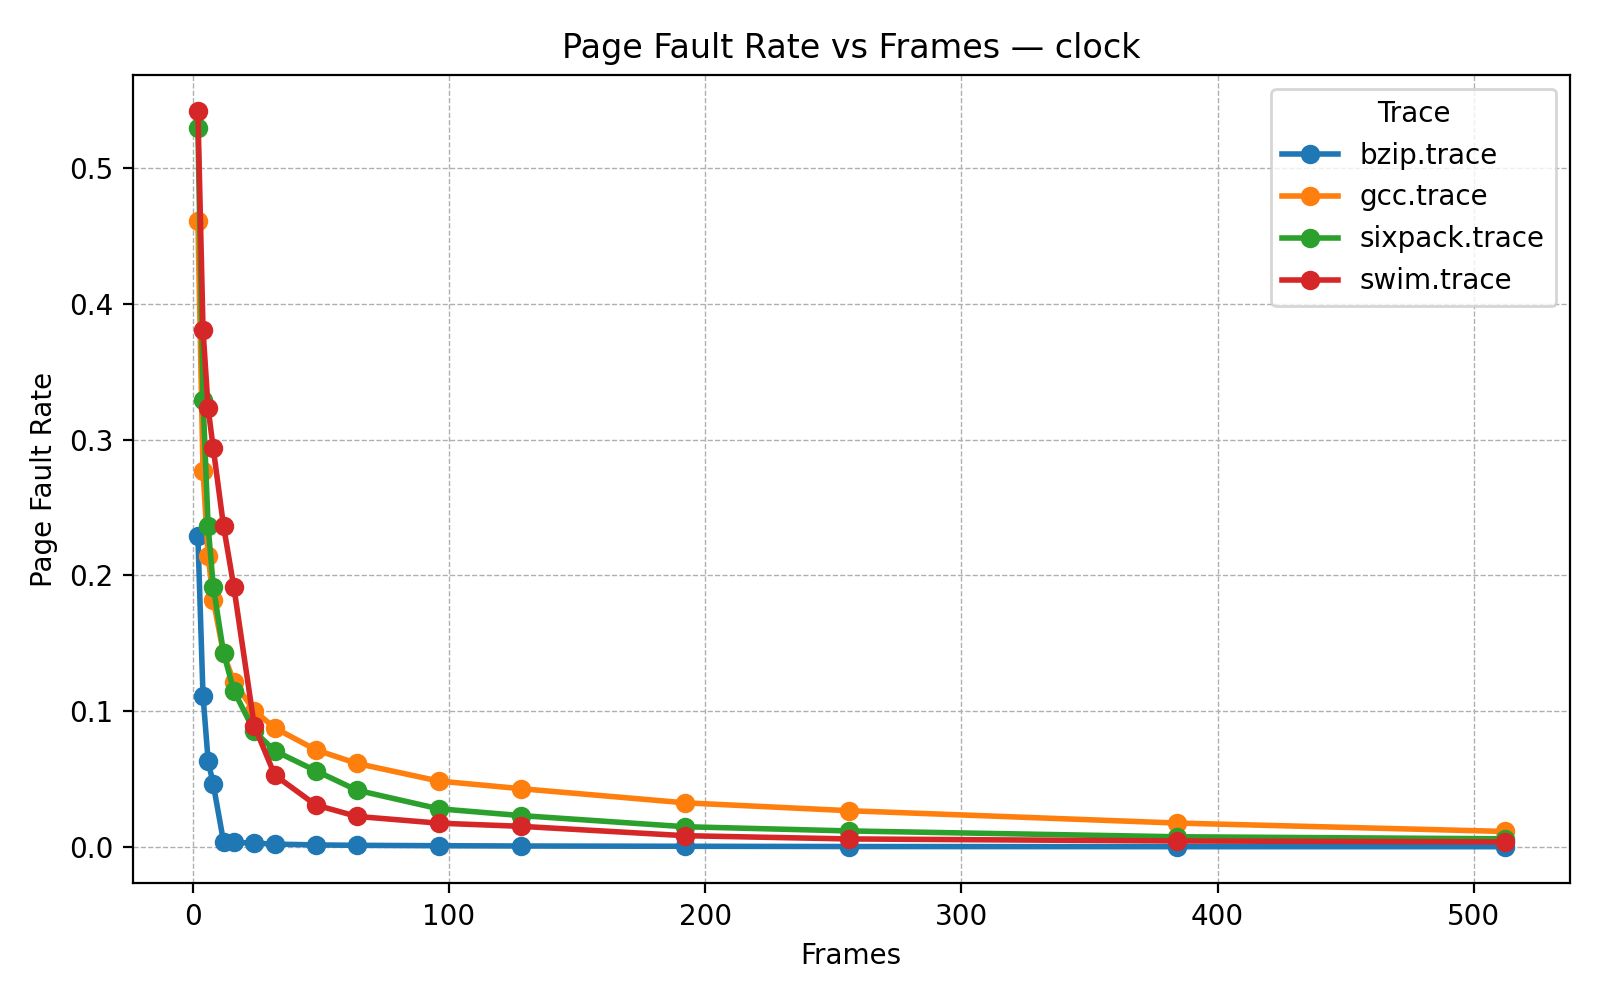 Page Fault Rate vs Frames — clock
Trace
bzip.trace
gcc.trace
sixpack.trace
swim.trace
Page Fault Rate
0.5
0.4
0.3
0.2
0.1
0.0
0 100 200 300 400 500
Frames